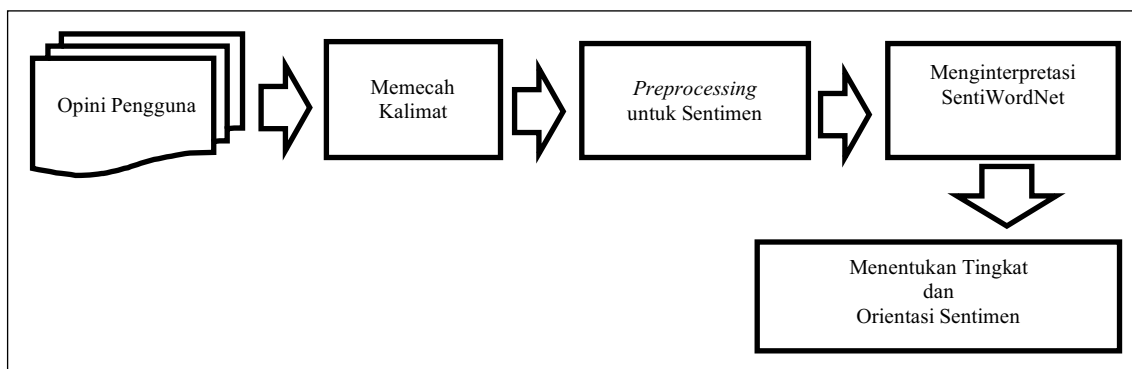 Opini Pengguna
Memecah
Kalimat
Preprocessing
untuk Sentimen
Menginterpretasi
SentiWordNet
Menentukan Tingkat
dan
Orientasi Sentimen